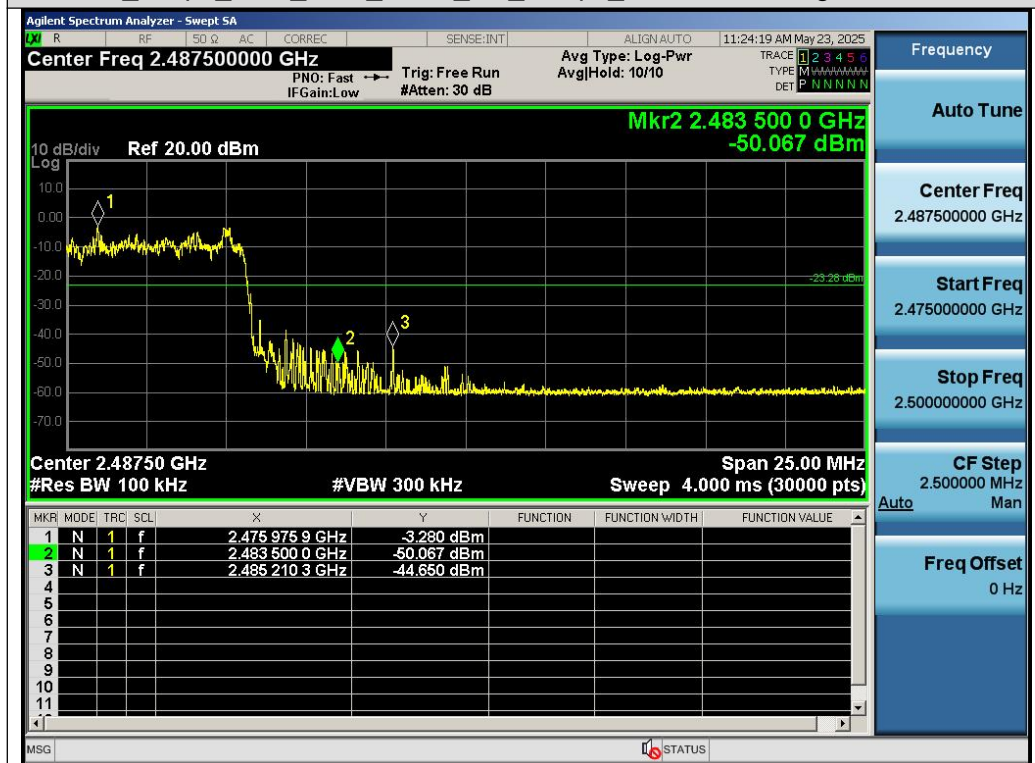 Agilent Spectrum Analyzer - Swept SA
LXI R RF 50 Ω AC CORREC SENSE:INT ALIGN AUTO 11:24:19 AM May 23, 2025
Center Freq 2.487500000 GHz
PNO: Fast
IFGain:Low
Trig: Free Run
#Atten: 30 dB
Avg Type: Log-Pwr
Avg|Hold: 10/10
TRACE 1 2 3 4 5 6
TYPE M WWWWW
DET P N N N N N
Mkr2 2.483 500 0 GHz
-50.067 dBm
10 dB/div Ref 20.00 dBm
Log
10.0
0.00
-10.0
-20.0
-30.0
-40.0
-50.0
-60.0
-70.0
1
2
3
-23.28 dBm
Center 2.48750 GHz Span 25.00 MHz
#Res BW 100 kHz #VBW 300 kHz Sweep 4.000 ms (30000 pts)
MKR MODE TRC SCL X Y FUNCTION FUNCTION WIDTH FUNCTION VALUE
1 N 1 f 2.475 975 9 GHz -3.280 dBm
2 N 1 f 2.483 500 0 GHz -50.067 dBm
3 N 1 f 2.485 210 3 GHz -44.650 dBm
4
5
6
7
8
9
10
11
MSG STATUS
Frequency
Auto Tune
Center Freq
2.487500000 GHz
Start Freq
2.475000000 GHz
Stop Freq
2.500000000 GHz
CF Step
2.500000 MHz
Auto Man
Freq Offset
0 Hz